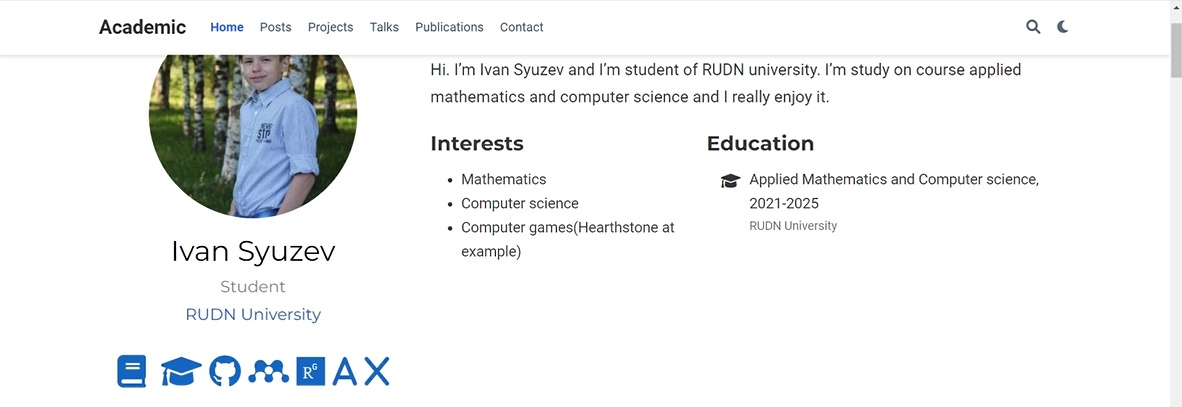 Academic Home Posts Projects Talks Publications Contact
Hi. I'm Ivan Syuzev and I'm student of RUDN university. I'm study on course applied
mathematics and computer science and I really enjoy it.
Interests
Mathematics
Computer science
Computer games(Hearthstone at
example)
Education
Applied Mathematics and Computer science,
2021-2025
RUDN University
Ivan Syuzev
Student
RUDN University
RG